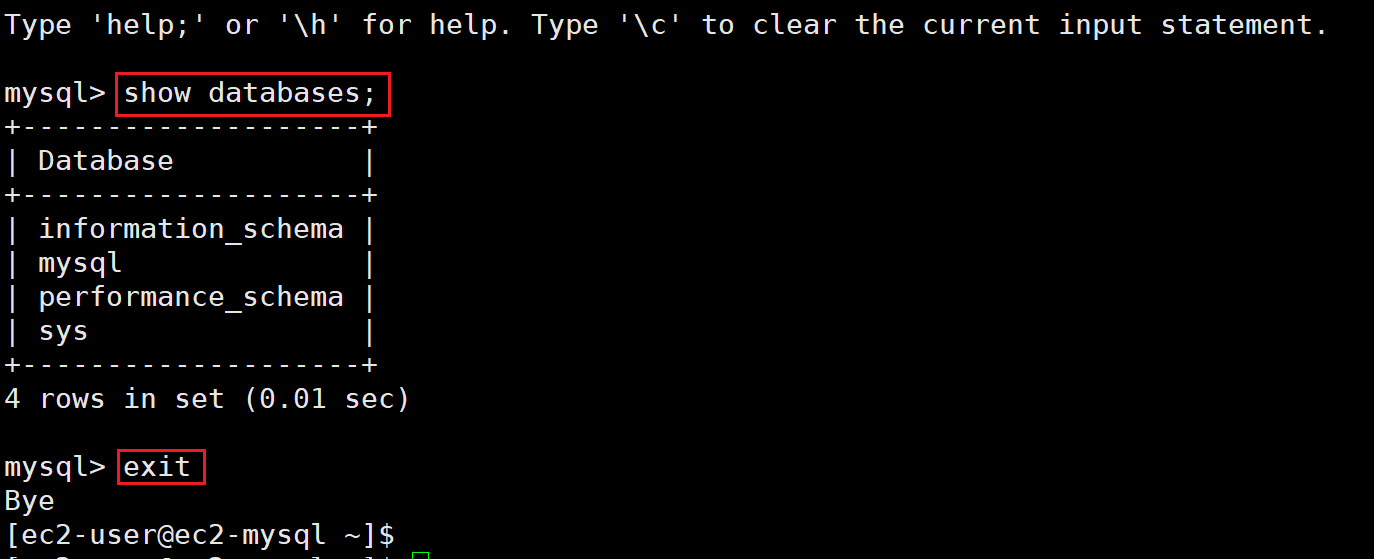 Type 'help;' or '\h' for help. Type '\c' to clear the current input statement.
mysql> show databases;
+--------------------+
| Database           |
+--------------------+
| information_schema |
| mysql              |
| performance_schema |
| sys                |
+--------------------+
4 rows in set (0.01 sec)
mysql> exit
Bye
[ec2-user@ec2-mysql ~]$